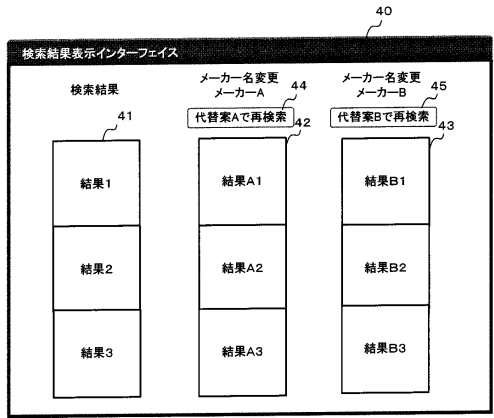 40
検索結果表示インターフェイス
検索結果
メーカー名変更
メーカーA
メーカー名変更
メーカーB
44
45
代替案Aで再検索
代替案Bで再検索
41
42
43
結果1
結果A1
結果B1
結果2
結果A2
結果B2
結果3
結果A3
結果B3